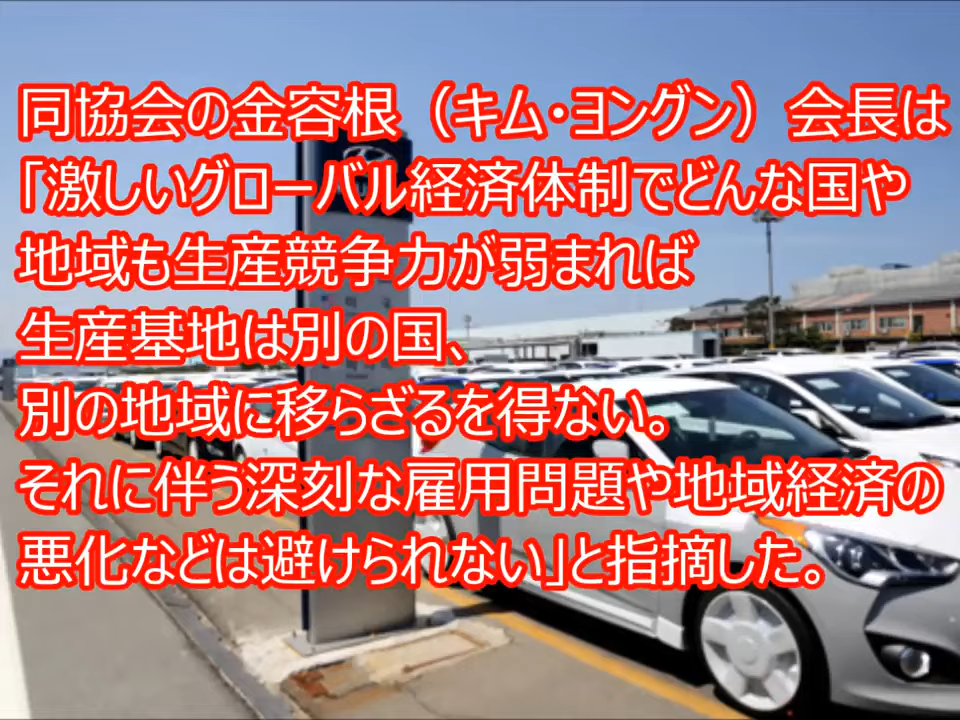 同協会の金容根（キム・ヨングン）会長は
「激しいグローバル経済体制でどんな国や
地域も生産競争力が弱まれば
生産基地は別の国、
別の地域に移らざるを得ない。
それに伴う深刻な雇用問題や地域経済の
悪化などは避けられない」と指摘した。